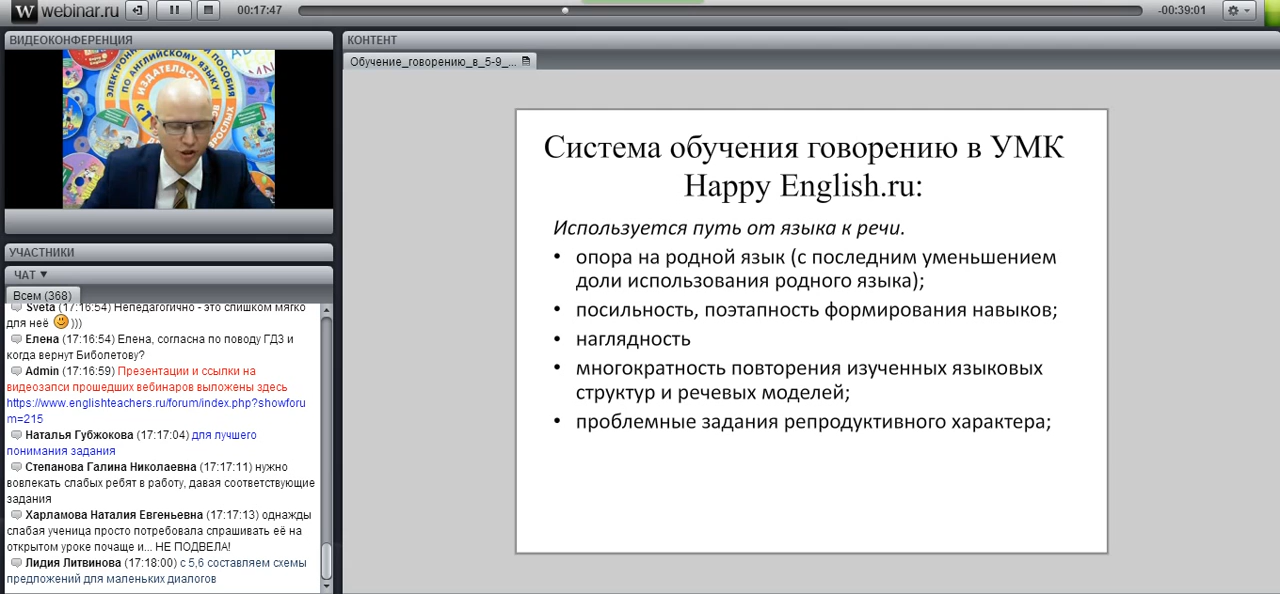 webinar.ru
00:17:47
-00:39:01
ВИДЕОКОНФЕРЕНЦИЯ
ЭЛЕКТРОННЫЕ
ПОСОБИЯ
ПО АНГЛИЙСКОМУ ЯЗЫКУ
ИЗДАТЕЛЬСТВ
УЧАСТНИКИ
ЧАТ
Всем (368)
Sveta (17:16:54) Непедагогично - это слишком мягко
для неё )))
Елена (17:16:54) Елена, согласна по поводу ГДЗ и
когда вернут Биболетову?
Admin (17:16:59) Презентации и ссылки на
видеозапси прошедших вебинаров выложены здесь
https://www.englishteachers.ru/forum/index.php?showforu
m=215
Наталья Губжокова (17:17:04) для лучшего
понимания задания
Степанова Галина Николаевна (17:17:11) нужно
вовлекать слабых ребят в работу, давая соответствующие
задания
Харламова Наталия Евгеньевна (17:17:13) однажды
слабая ученица просто потребовала спрашивать её на
открытом уроке почаще и... НЕ ПОДВЕЛА!
Лидия Литвинова (17:18:00) с 5,6 составляем схемы
предложений для маленьких диалогов
КОНТЕНТ
Обучение_говорению_в_5-9_...
Система обучения говорению в УМК
Happy English.ru:
Используется путь от языка к речи.
• опора на родной язык (с последним уменьшением
доли использования родного языка);
• посильность, поэтапность формирования навыков;
• наглядность
• многократность повторения изученных языковых
структур и речевых моделей;
• проблемные задания репродуктивного характера;